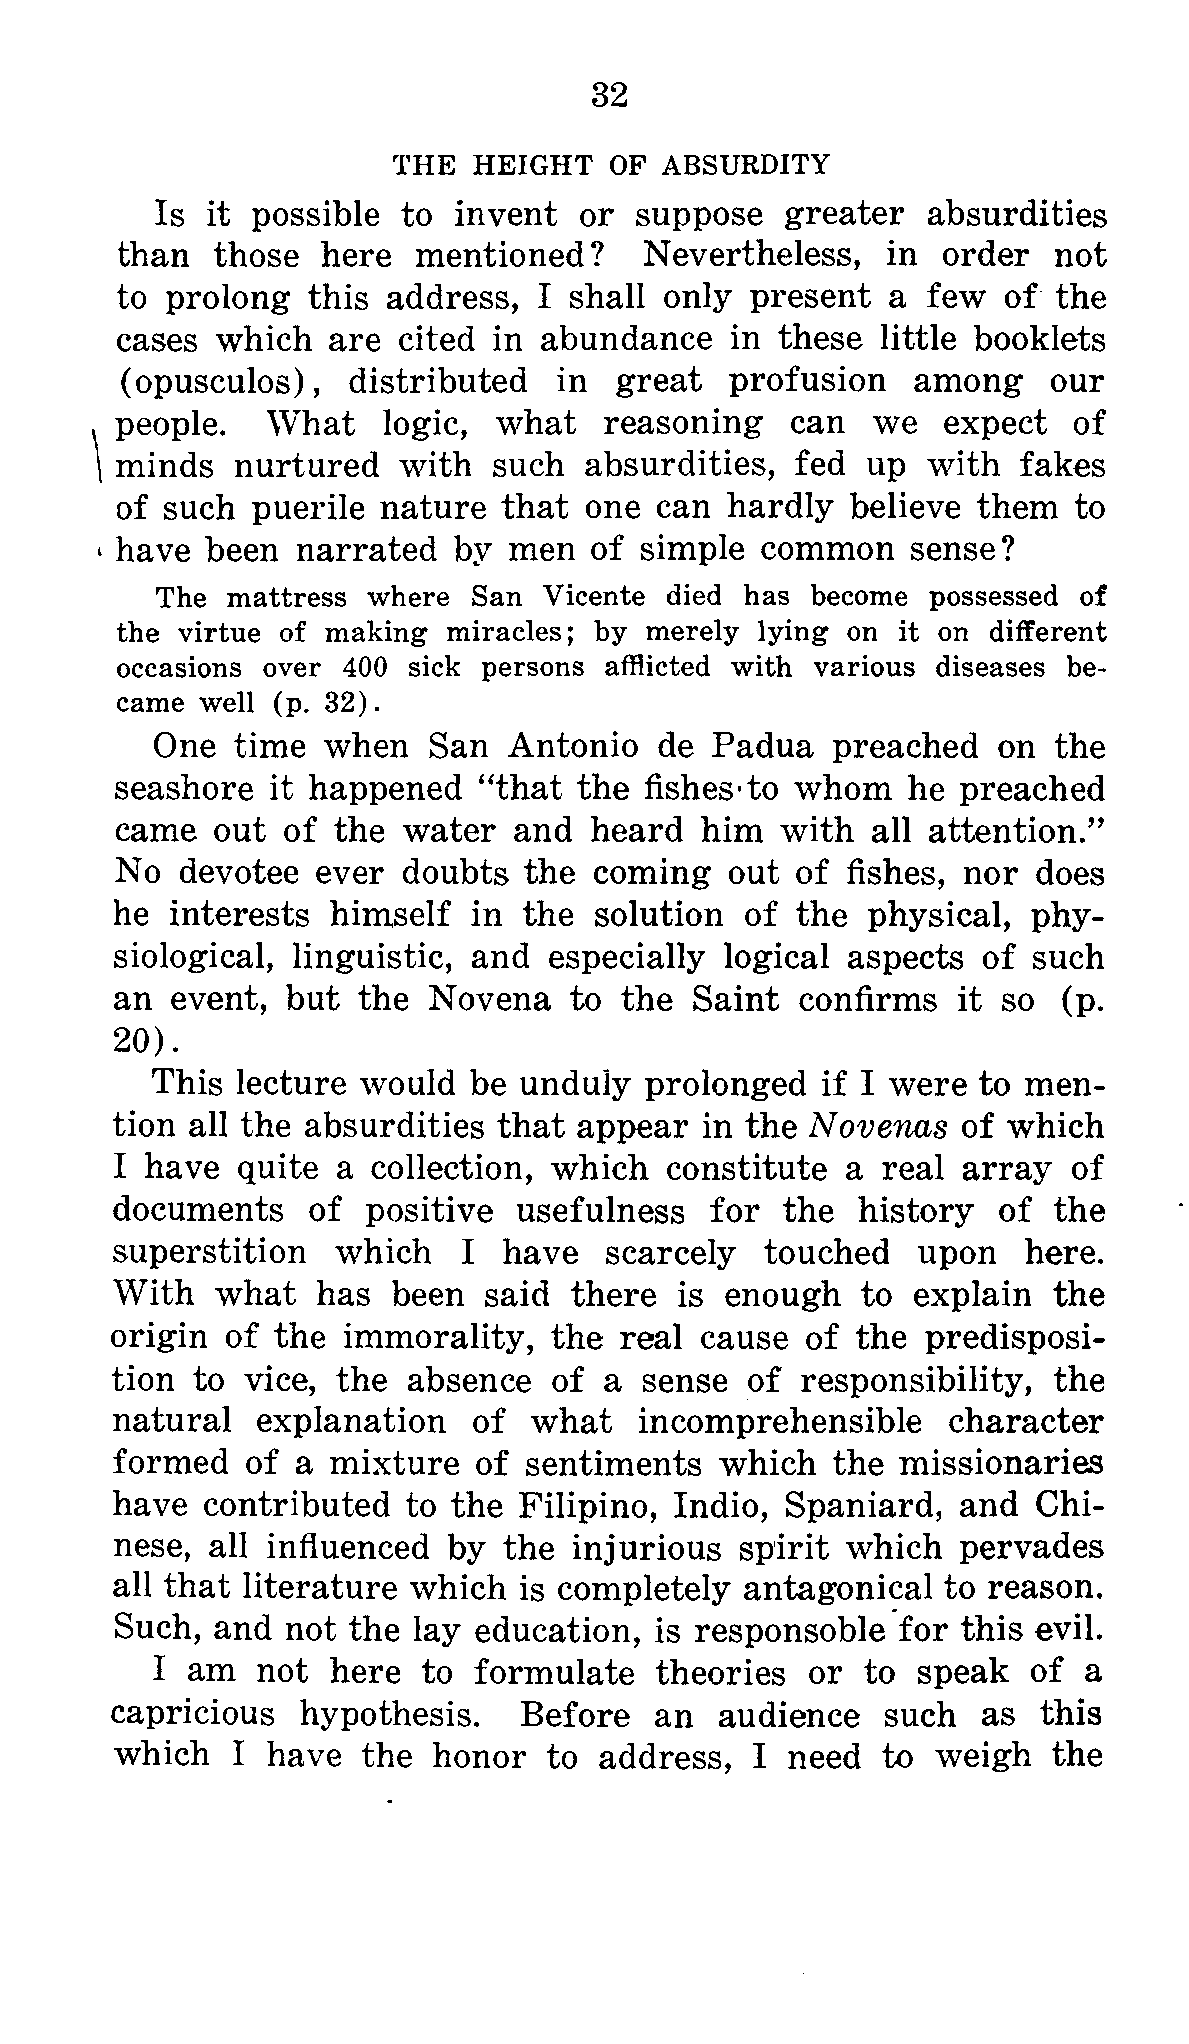 32
THE HEIGHT OF ABSURDITY
Is it possible to invent or suppose greater absurdities
than those here mentioned? Nevertheless, in order not
to prolong this address, I shall only present a few of the
cases which are cited in abundance in these little booklets
(opusculos), distributed in great profusion among our
people. What logic, what reasoning can we expect of
minds nurtured with such absurdities, fed up with fakes
of such puerile nature that one can hardly believe them to
have been narrated by men of simple common sense?
The mattress where San Vicente died has become possessed of
the virtue of making miracles; by merely lying on it on different
occasions over 400 sick persons afflicted with various diseases be-
came well (p. 32).
One time when San Antonio de Padua preached on the
seashore it happened "that the fishes to whom he preached
came out of the water and heard him with all attention."
No devotee ever doubts the coming out of fishes, nor does
he interests himself in the solution of the physical, phy-
siological, linguistic, and especially logical aspects of such
an event, but the Novena to the Saint confirms it so (p.
20).
This lecture would be unduly prolonged if I were to men-
tion all the absurdities that appear in the Novenas of which
I have quite a collection, which constitute a real array of
documents of positive usefulness for the history of the
superstition which I have scarcely touched upon here.
With what has been said there is enough to explain the
origin of the immorality, the real cause of the predisposi-
tion to vice, the absence of a sense of responsibility, the
natural explanation of what incomprehensible character
formed of a mixture of sentiments which the missionaries
have contributed to the Filipino, Indio, Spaniard, and Chi-
nese, all influenced by the injurious spirit which pervades
all that literature which is completely antagonical to reason.
Such, and not the lay education, is responsoble for this evil.
I am not here to formulate theories or to speak of a
capricious hypothesis. Before an audience such as this
which I have the honor to address, I need to weigh the